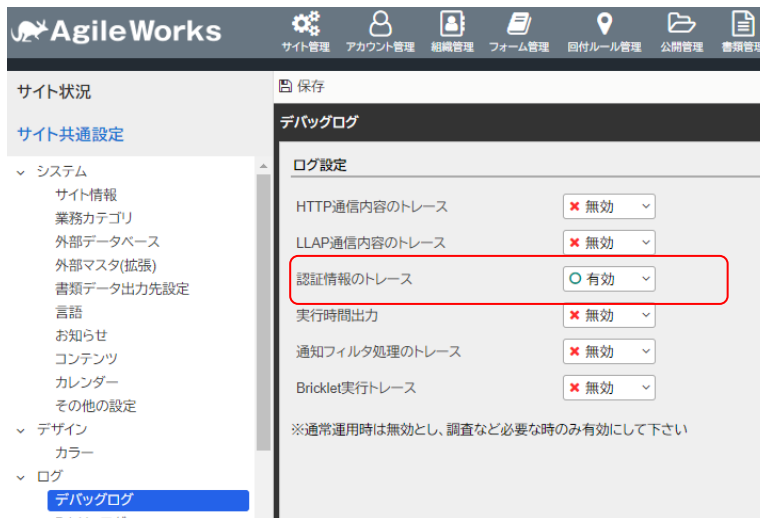 AgileWorks
サイト管理 アカウント管理 組織管理 フォーム管理 回付ルール管理 公開管理 書類管理
サイト状況
サイト共通設定
システム
サイト情報
業務カテゴリ
外部データベース
外部マスタ(拡張)
書類データ出力先設定
言語
お知らせ
コンテンツ
カレンダー
その他の設定
デザイン
カラー
ログ
デバッグログ
保存
デバッグログ
ログ設定
HTTP通信内容のトレース 無効
LLAP通信内容のトレース 無効
認証情報のトレース 有効
実行時間出力 無効
通知フィルタ処理のトレース 無効
Bricklet実行トレース 無効
※通常運用時は無効とし、調査など必要な時のみ有効にして下さい